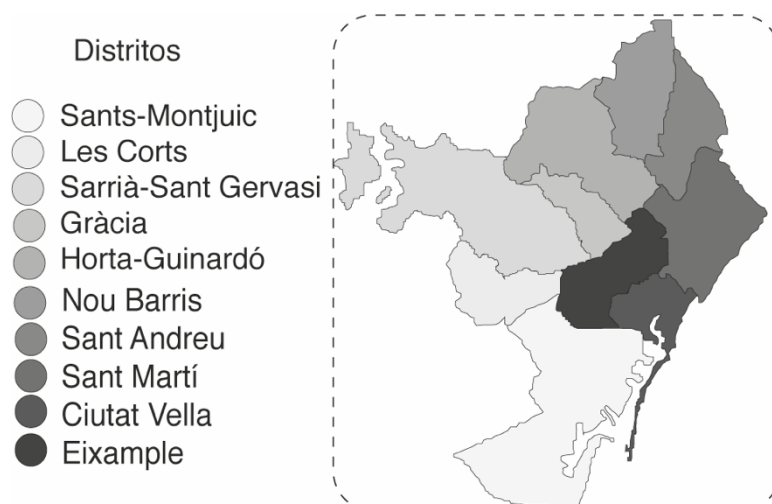 Distritos
Sants-Montjuic
Les Corts
Sarrià-Sant Gervasi
Gràcia
Horta-Guinardó
Nou Barris
Sant Andreu
Sant Martí
Ciutat Vella
Eixample